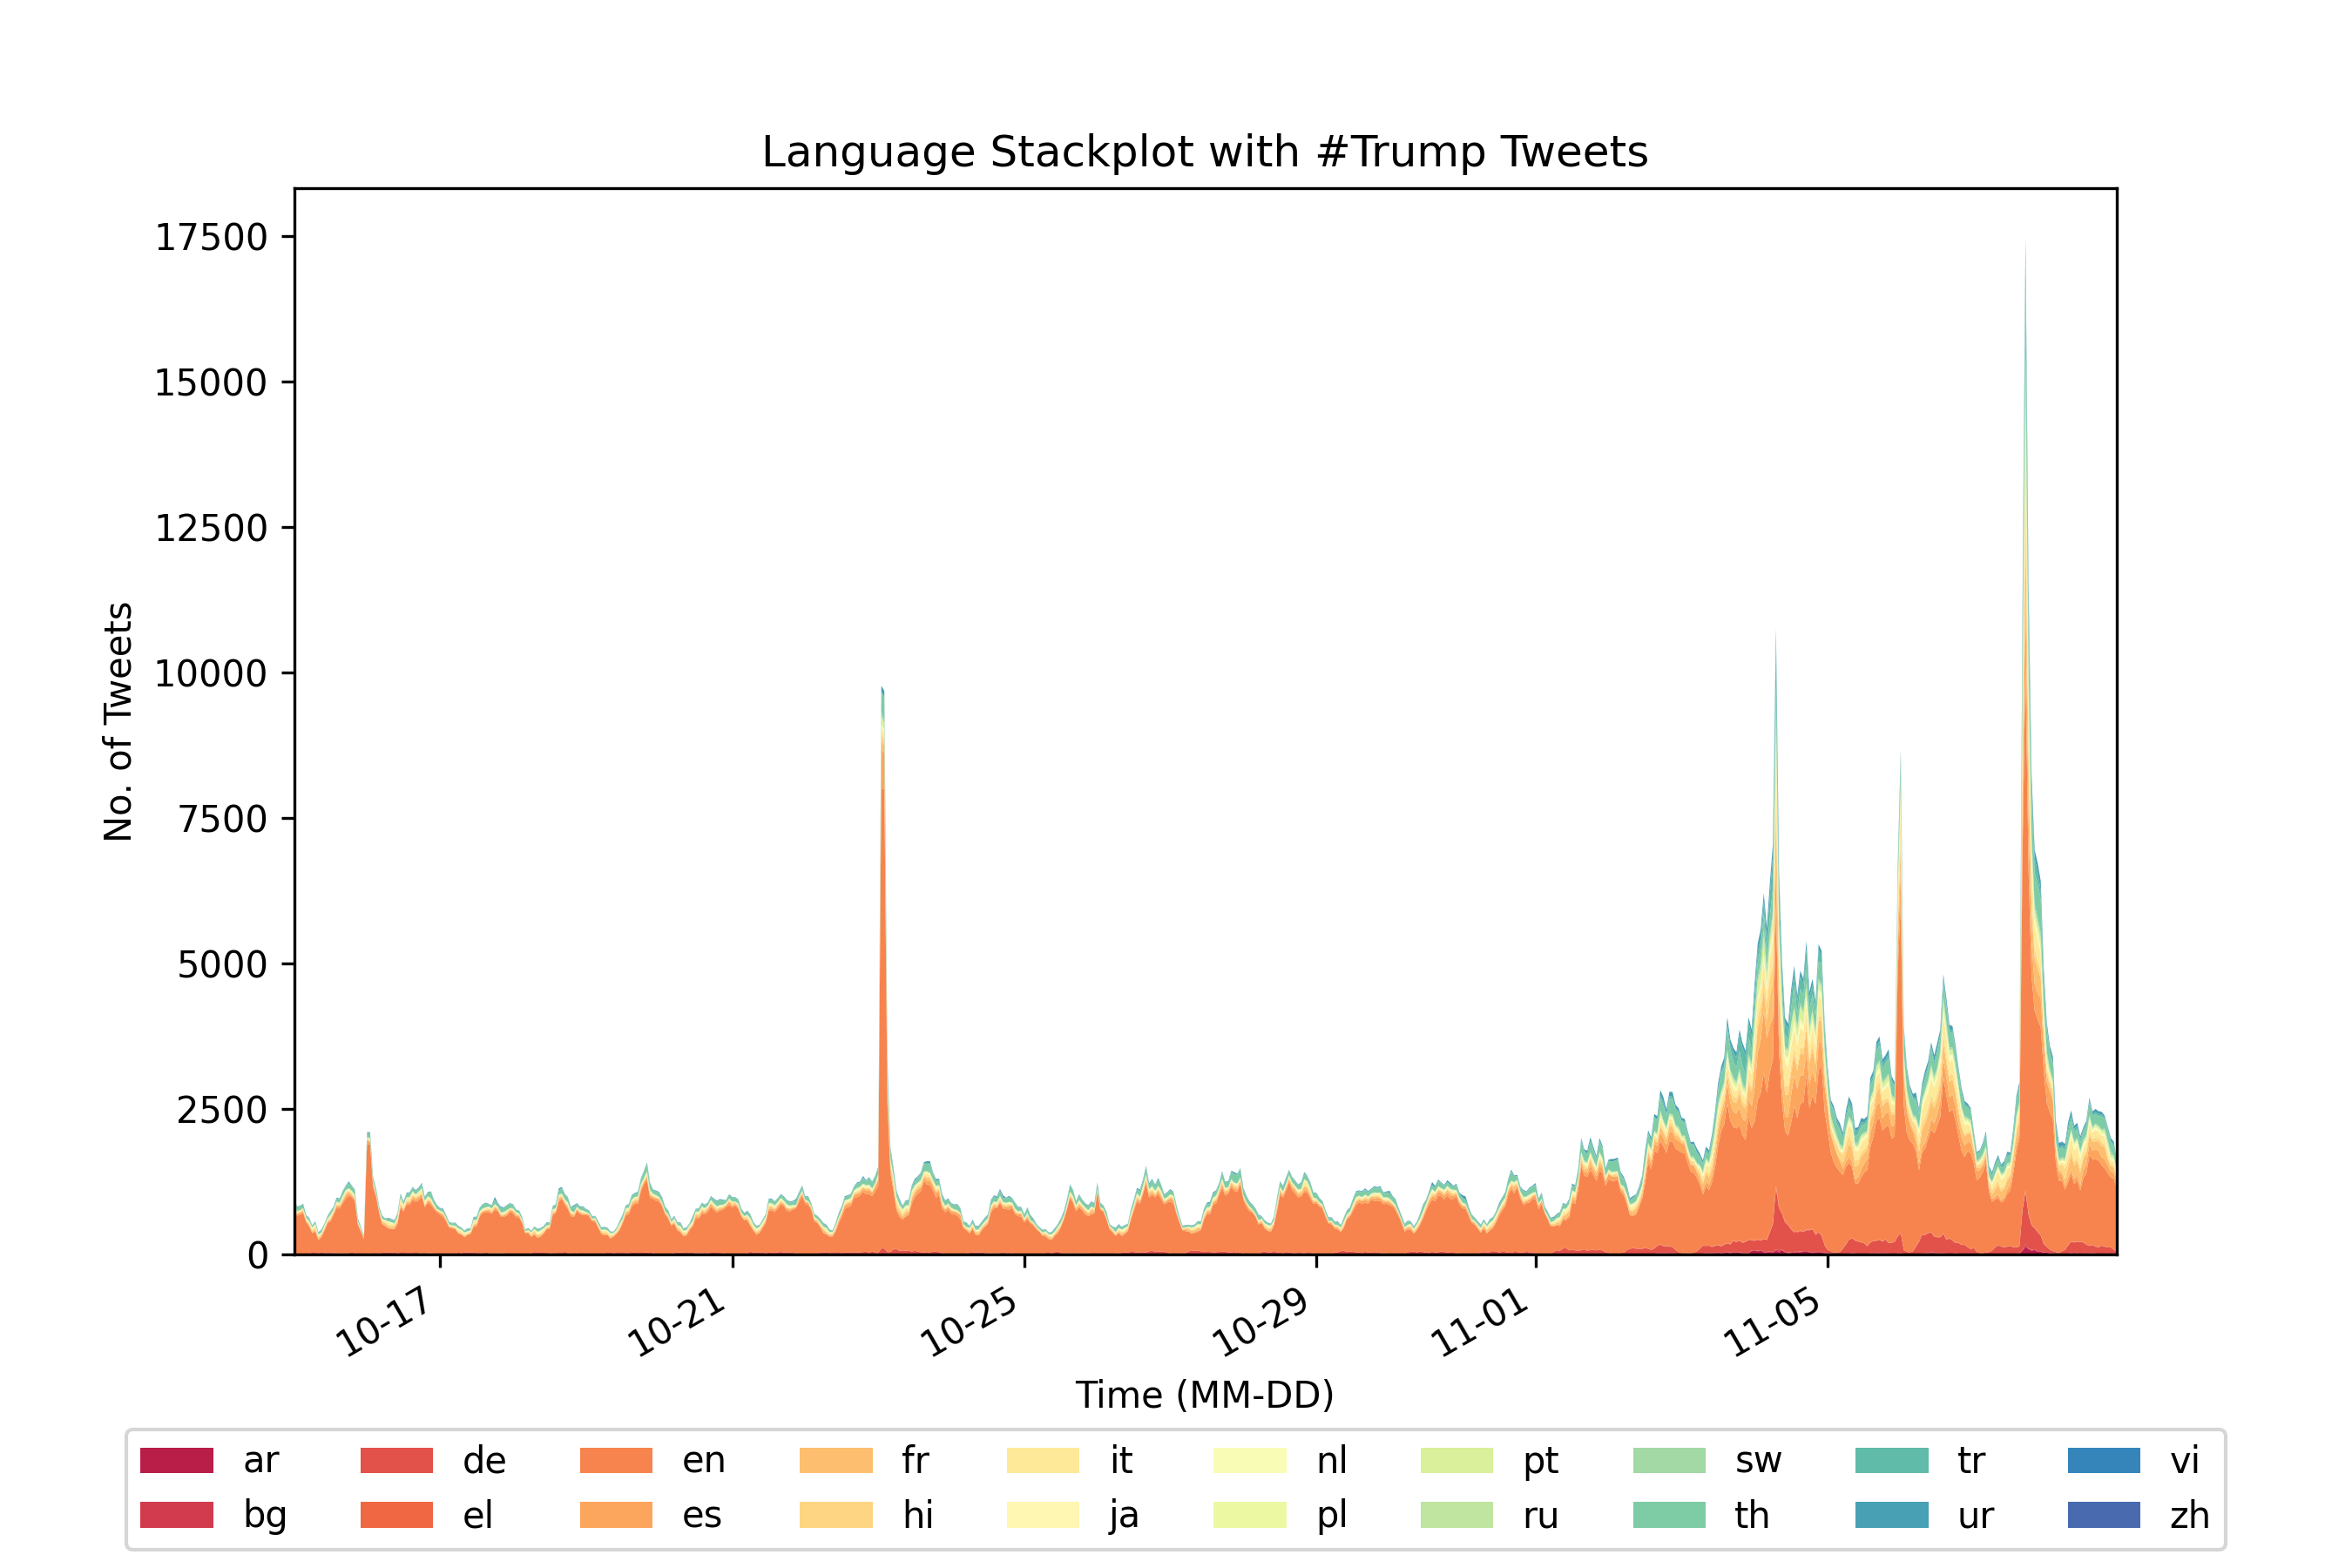 Language Stackplot with #Trump Tweets
17500
15000
12500
10000
7500
5000
2500
0
No. of Tweets
10-17 10-21 10-25 10-29 11-01 11-05
Time (MM-DD)
ar de en fr it nl pt sw tr vi
bg el es hi ja pl ru th ur zh